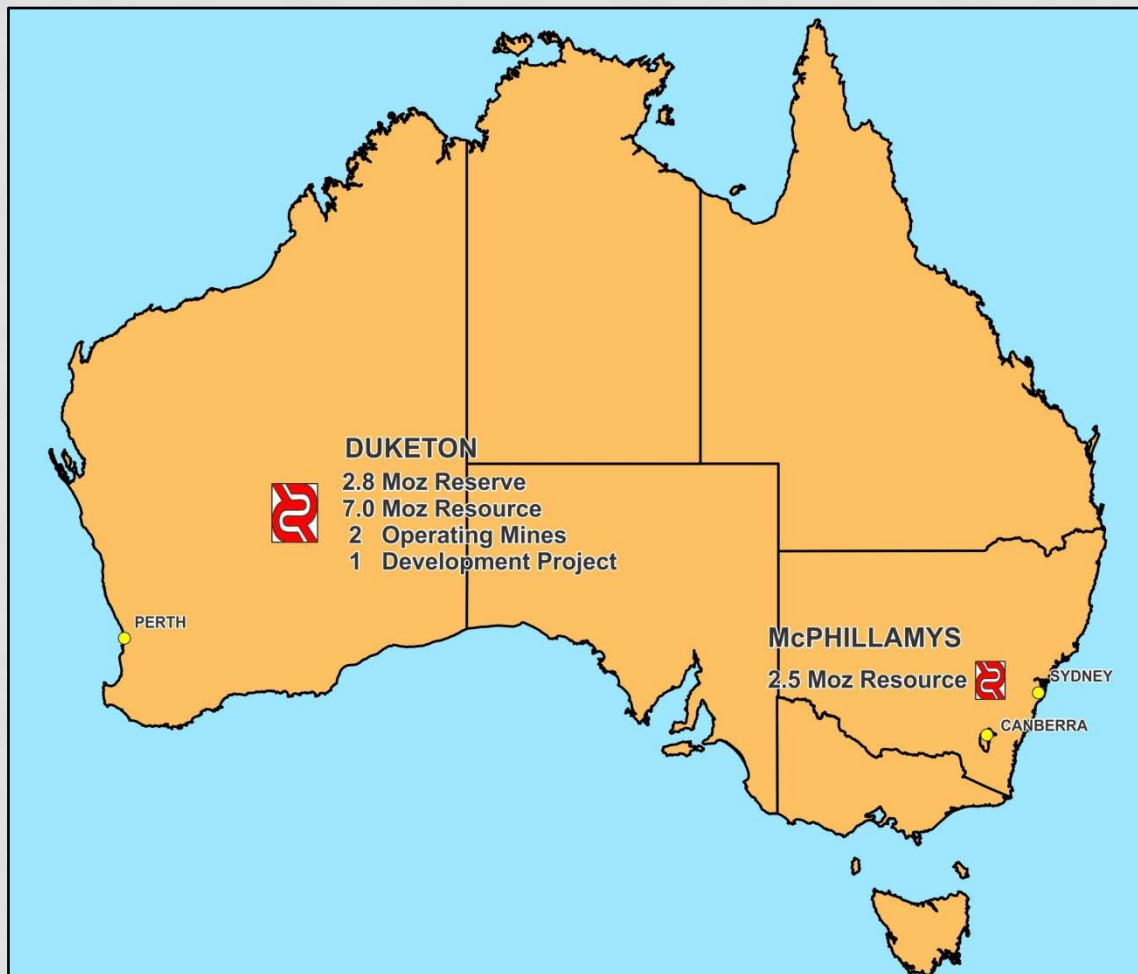 DUKETON
2.8 Moz Reserve
7.0 Moz Resource
2 Operating Mines
1 Development Project
PERTH
McPHILLAMYS
2.5 Moz Resource
SYDNEY
CANBERRA